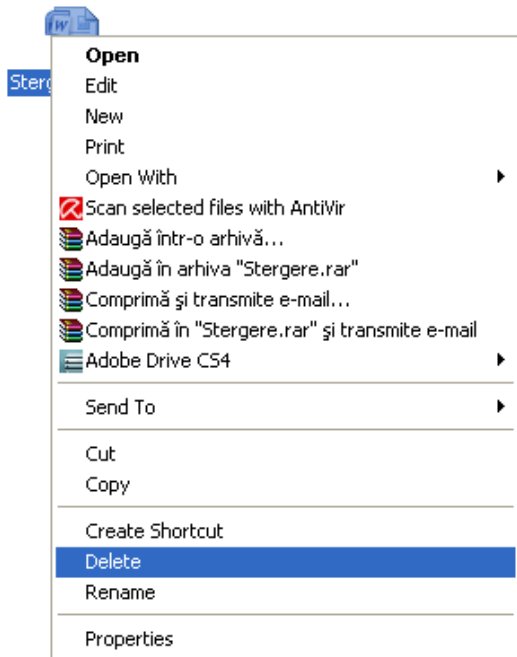 Sterg
Open
Edit
New
Print
Open With
Scan selected files with AntiVir
Adaugă într-o arhivă...
Adaugă în arhiva "Stergere.rar"
Comprimă şi transmite e-mail...
Comprimă în "Stergere.rar" şi transmite e-mail
Adobe Drive CS4
Send To
Cut
Copy
Create Shortcut
Delete
Rename
Properties